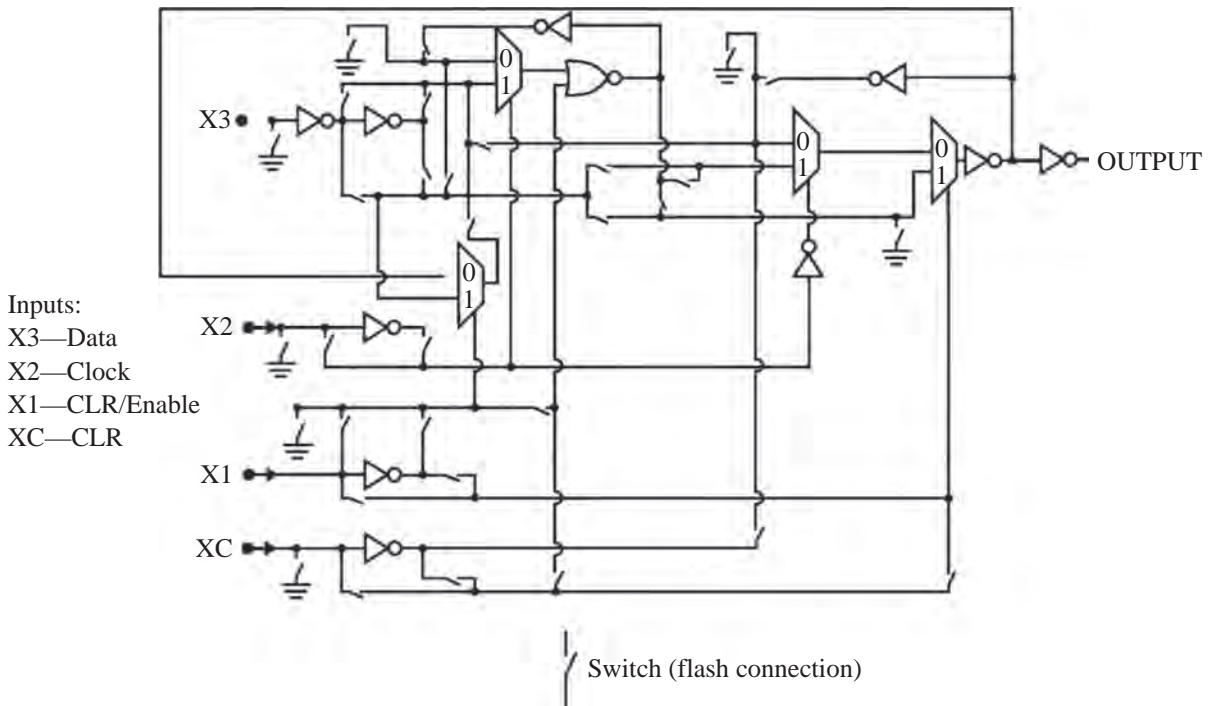 0
1
X3
0
1
0
1
OUTPUT
0
1
Inputs:
X3—Data
X2—Clock
X1—CLR/Enable
XC—CLR
X2
X1
XC
Switch (flash connection)